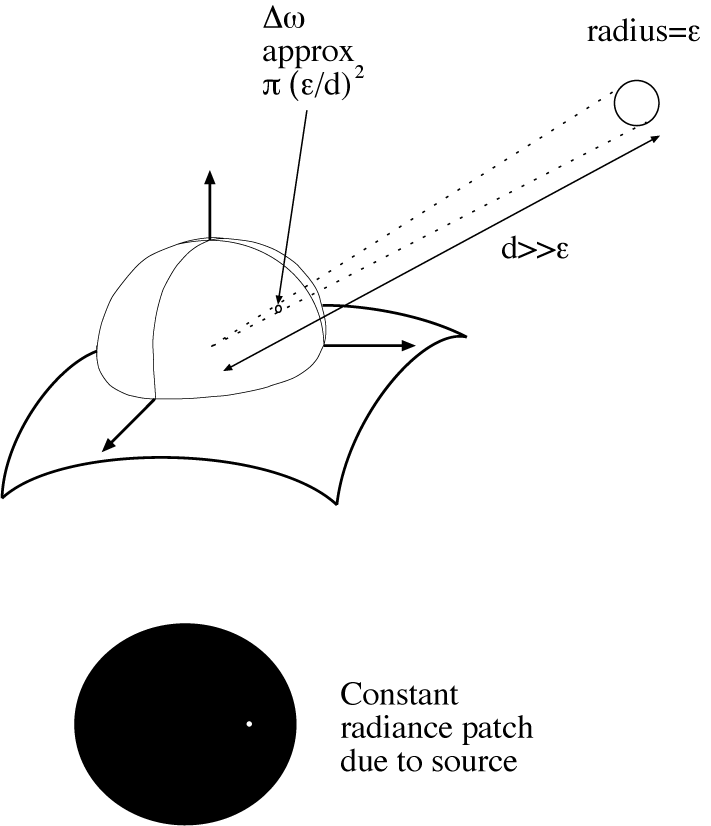 Δω
approx
π (ε/d)²
radius=ε
d>>ε
Constant
radiance patch
due to source